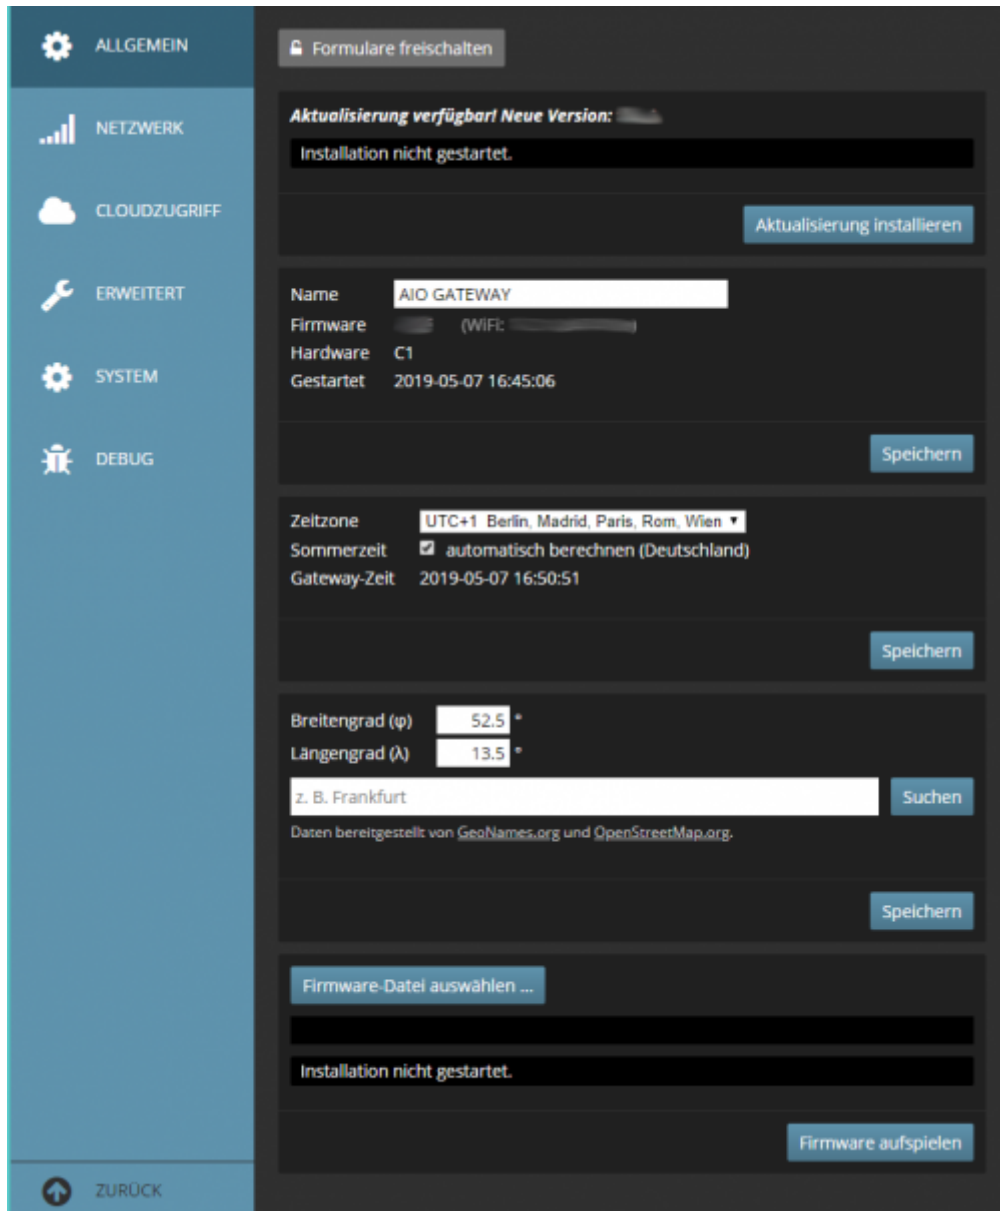 ALLGEMEIN
NETZWERK
CLOUDZUGRIFF
ERWEITERT
SYSTEM
DEBUG
ZURÜCK
Formulare freischalten
Aktualisierung verfügbar! Neue Version:
Installation nicht gestartet.
Aktualisierung installieren
Name AIO GATEWAY
Firmware (WiFi:
Hardware C1
Gestartet 2019-05-07 16:45:06
Speichern
Zeitzone UTC+1 Berlin, Madrid, Paris, Rom, Wien
Sommerzeit automatisch berechnen (Deutschland)
Gateway-Zeit 2019-05-07 16:50:51
Speichern
Breitengrad (φ) 52.5 °
Längengrad (λ) 13.5 °
z. B. Frankfurt Suchen
Daten bereitgestellt von GeoNames.org und OpenStreetMap.org.
Speichern
Firmware-Datei auswählen ...
Installation nicht gestartet.
Firmware aufspielen